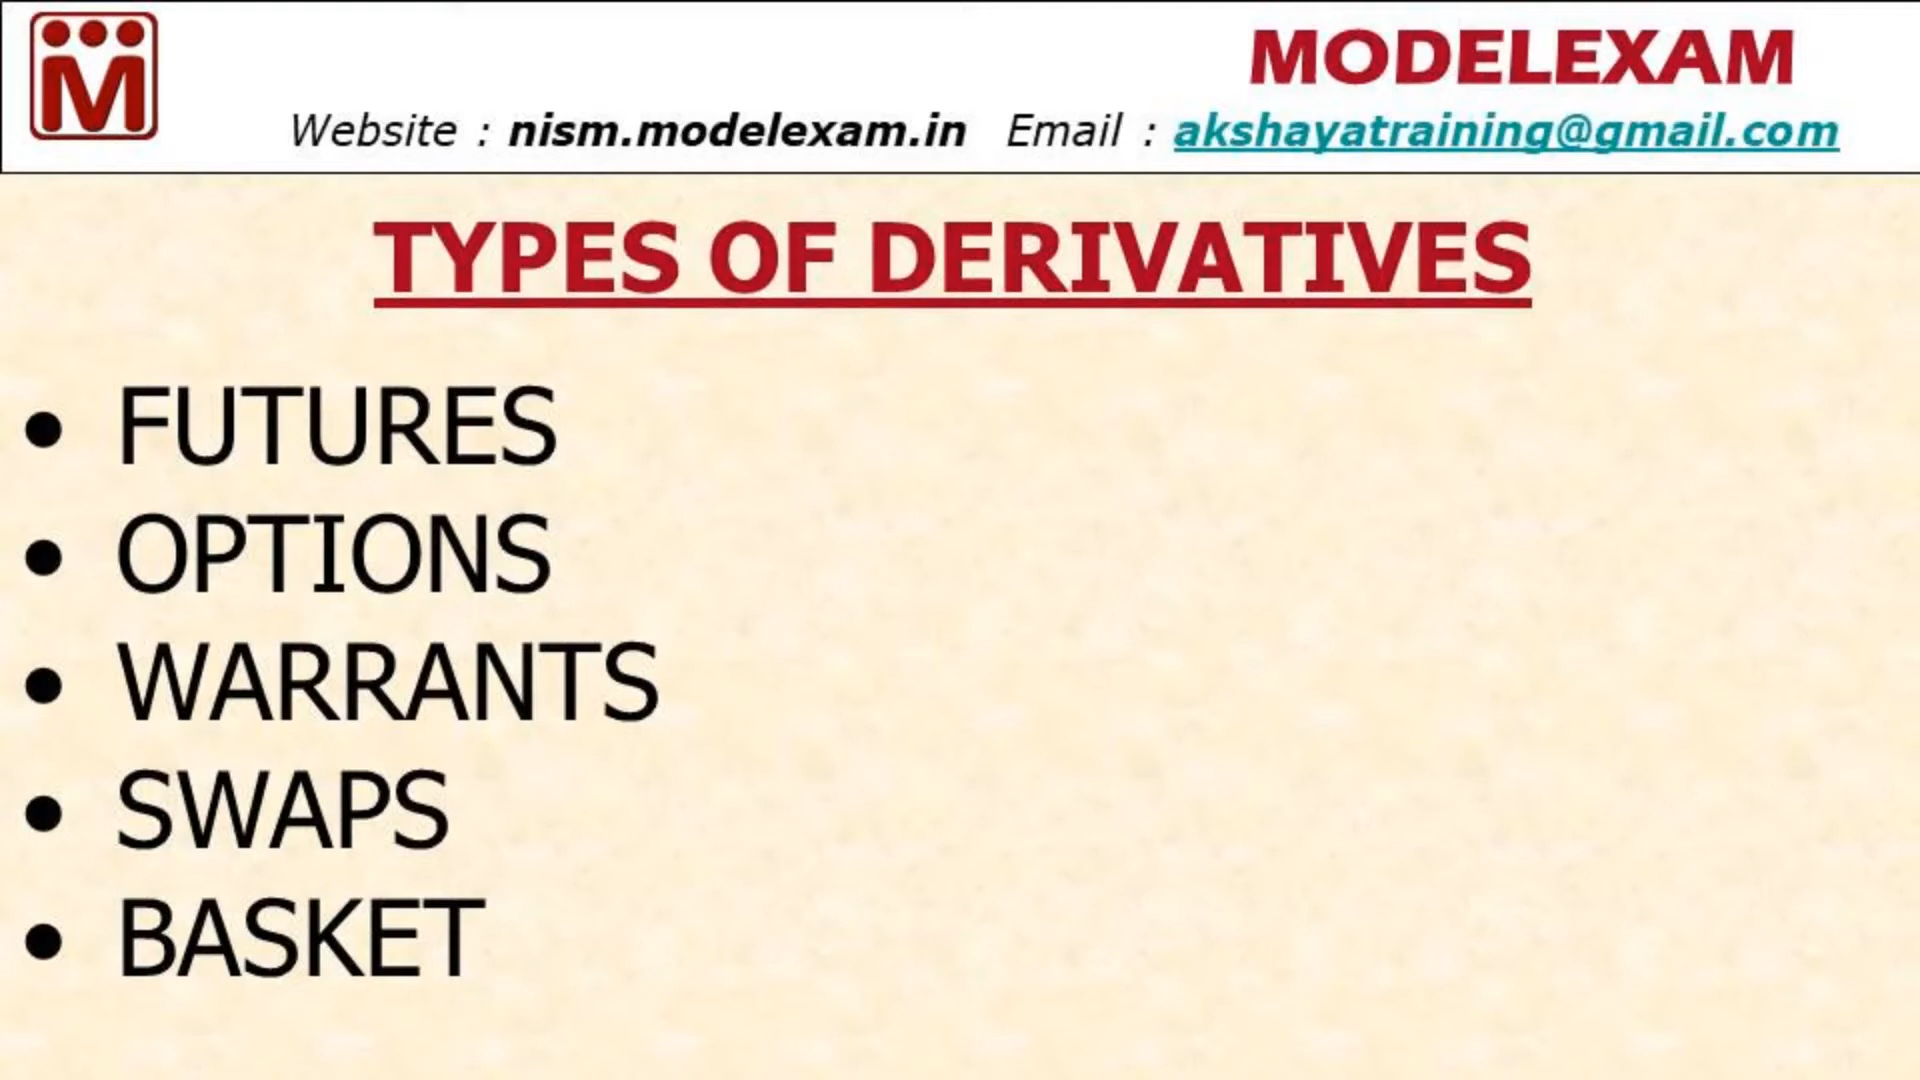 M
MODELEXAM
Website : nism.modelexam.in Email : akshayatraining@gmail.com
TYPES OF DERIVATIVES
• FUTURES
• OPTIONS
• WARRANTS
• SWAPS
• BASKET